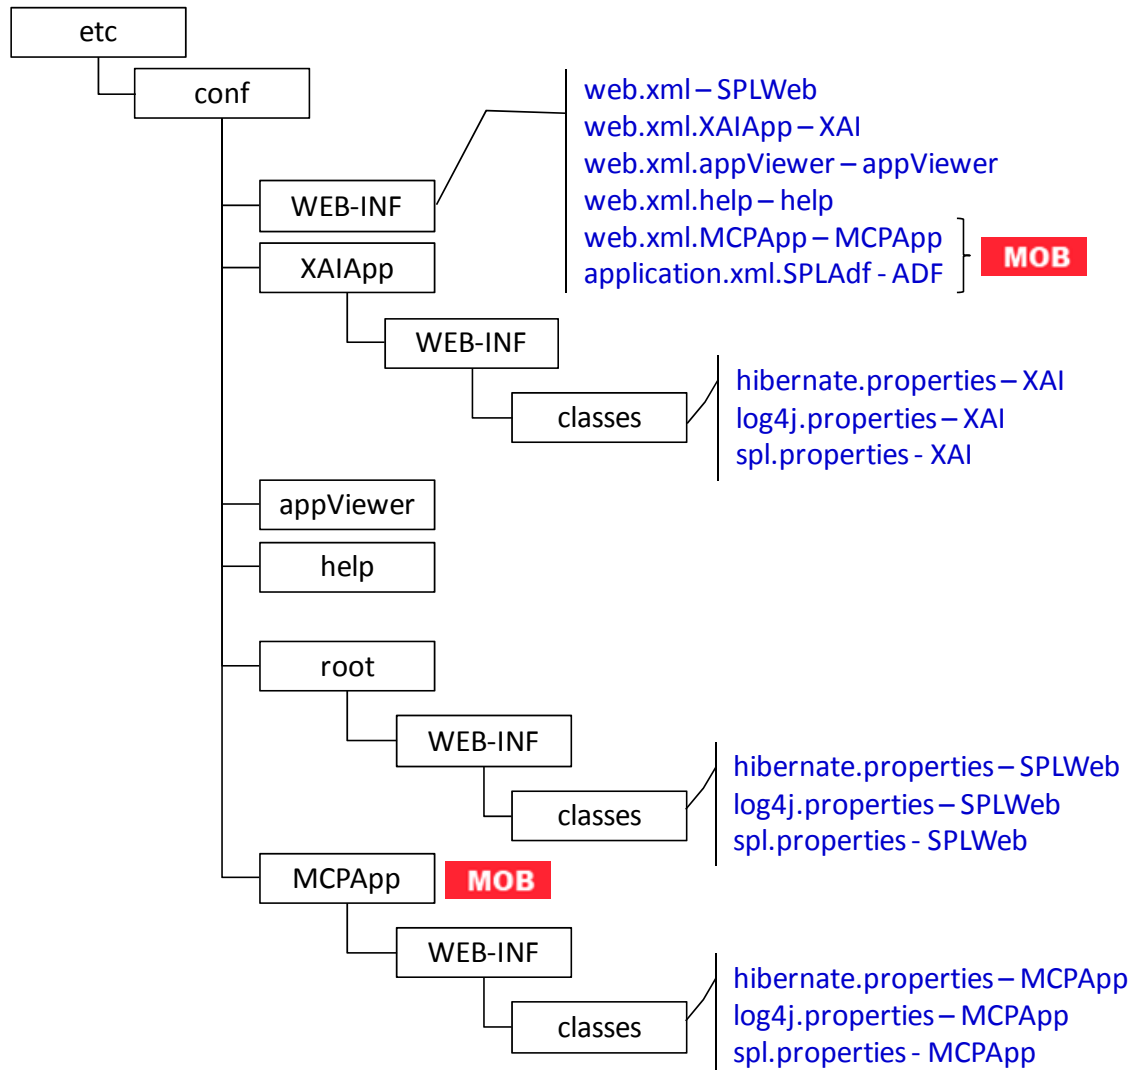 etc
conf
web.xml – SPLWeb
web.xml.XAIApp – XAI
web.xml.appViewer – appViewer
web.xml.help – help
web.xml.MCPApp – MCPApp
application.xml.SPLAdf - ADF
MOB
WEB-INF
XAIApp
WEB-INF
classes
hibernate.properties – XAI
log4j.properties – XAI
spl.properties - XAI
appViewer
help
root
WEB-INF
classes
hibernate.properties – SPLWeb
log4j.properties – SPLWeb
spl.properties - SPLWeb
MCPApp
MOB
WEB-INF
classes
hibernate.properties – MCPApp
log4j.properties – MCPApp
spl.properties - MCPApp